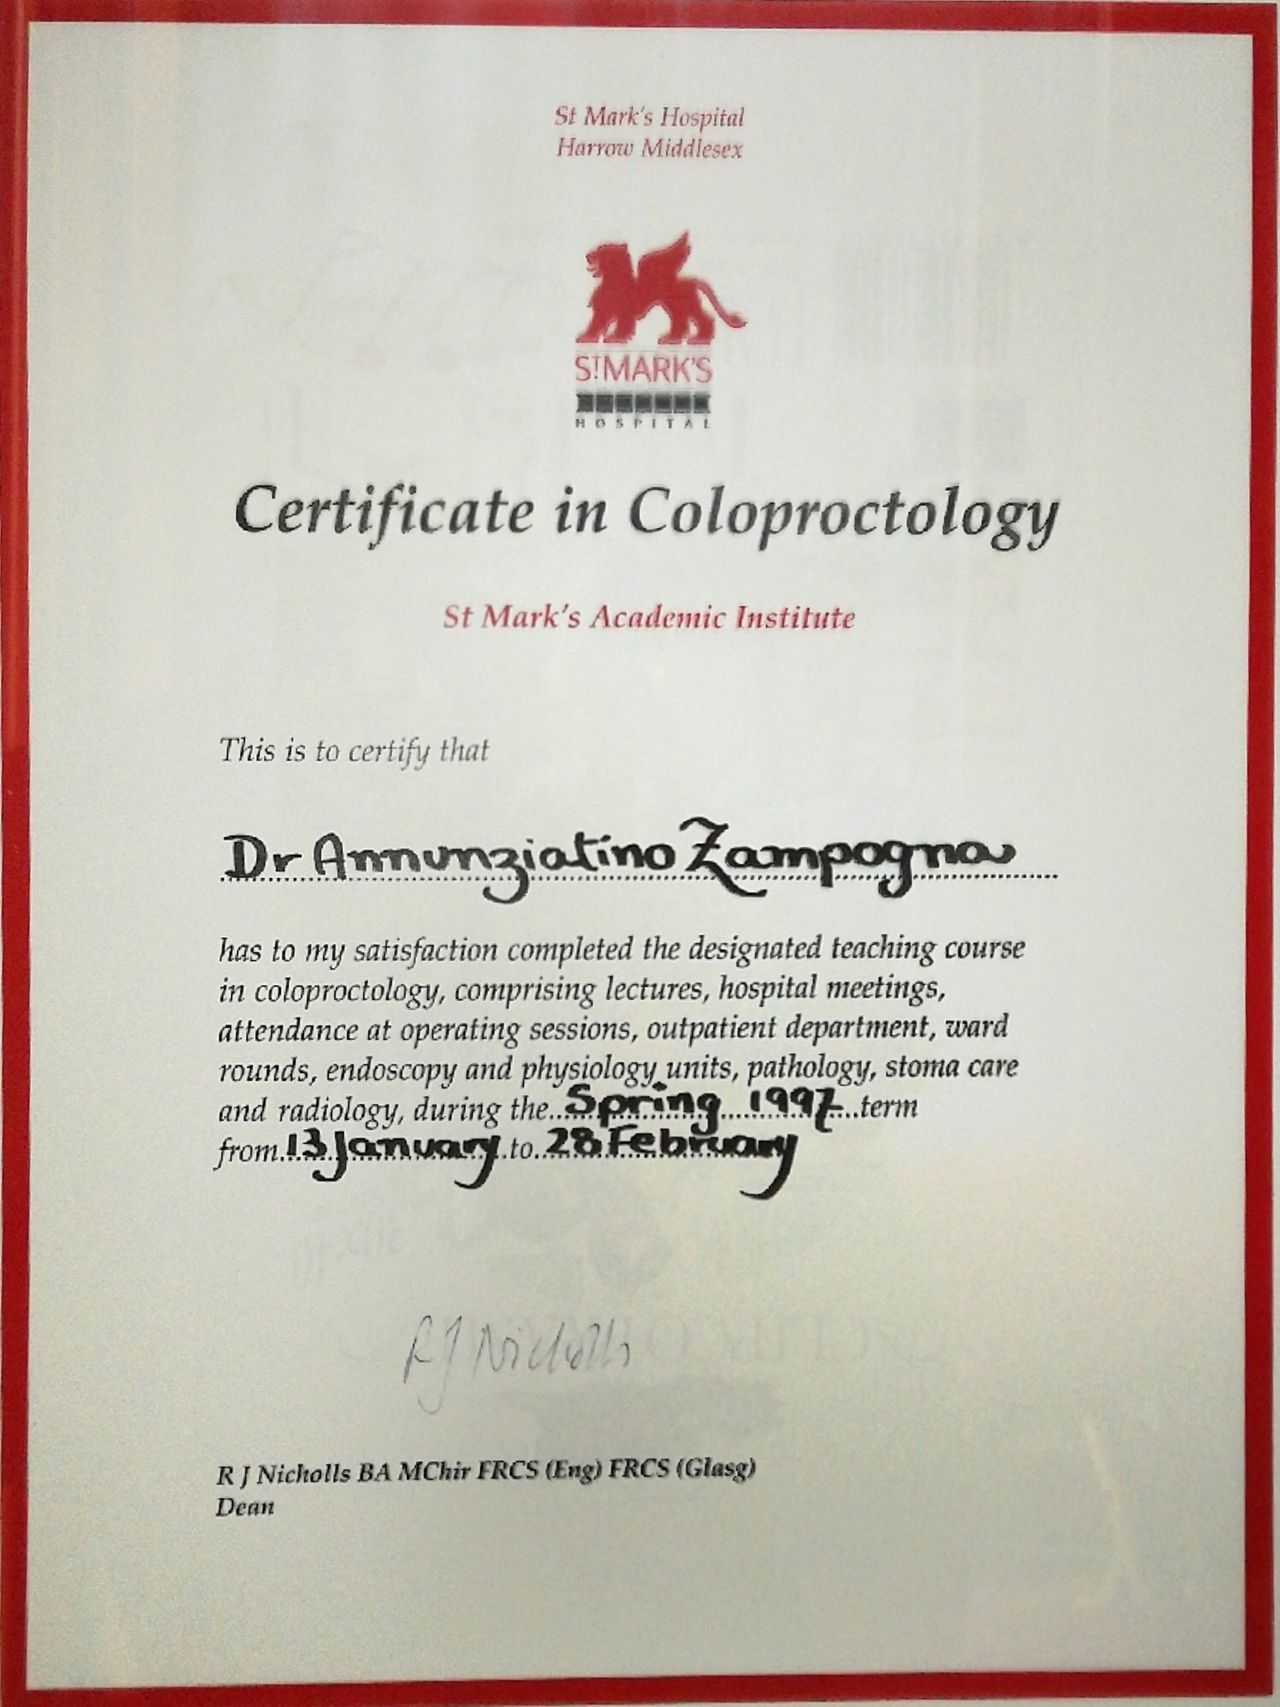 St Mark's Hospital
Harrow Middlesex
ST MARK'S
HOSPITAL
Certificate in Coloproctology
St Mark's Academic Institute
This is to certify that
Dr Annunziatino Zampogna
has to my satisfaction completed the designated teaching course
in coloproctology, comprising lectures, hospital meetings,
attendance at operating sessions, outpatient department, ward
rounds, endoscopy and physiology units, pathology, stoma care
and radiology, during the Spring 1997 term
from 13 January to 28 February
R J Nicholls
R J Nicholls BA MChir FRCS (Eng) FRCS (Glasg)
Dean